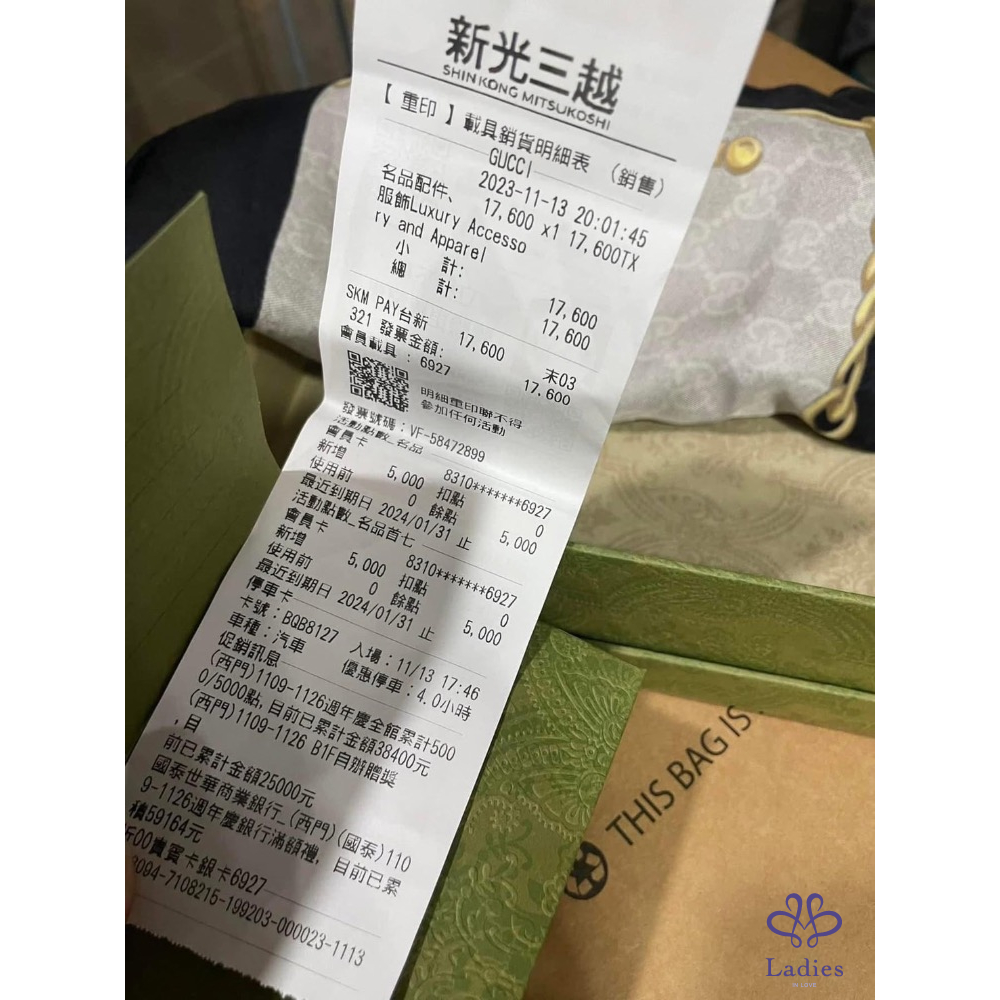 新光三越
SHIN KONG MITSUKOSHI
【 重印 】載具銷貨明細表 (銷售)
GUCCI
2023-11-13 20:01:45
名品配件、 17,600 x1 17,600TX
服飾Luxury Accesso
ry and Apparel
小 計: 17,600
總 計: 17,600
SKM PAY台新 17,600 末03
321 發票金額: 17,600
會員載具 : 6927
明細重印聯不得
參加任何活動
發票號碼:VF-58472899
活動點數_名品
會員卡 8310*******6927
新增 5,000 扣點 0
使用前 0 餘點 5,000
最近到期日 2024/01/31 止
活動點數_名品首七
會員卡 8310*******6927
新增 5,000 扣點 0
使用前 0 餘點 5,000
最近到期日 2024/01/31 止
停車卡
卡號:BQB8127 入場:11/13 17:46
車種:汽車 優惠停車:4.0小時
促銷訊息
(西門)1109-1126週年慶全館累計500
0/5000點,目前已累計金額38400元
(西門)1109-1126 B1F自辦贈獎
,目
前已累計金額25000元
國泰世華商業銀行_(西門)(國泰)110
9-1126週年慶銀行滿額禮, 目前已累
積59164元
00貴賓卡銀卡6927
094-7108215-199203-000023-1113
THIS BAG IS
Ladies
IN LOVE